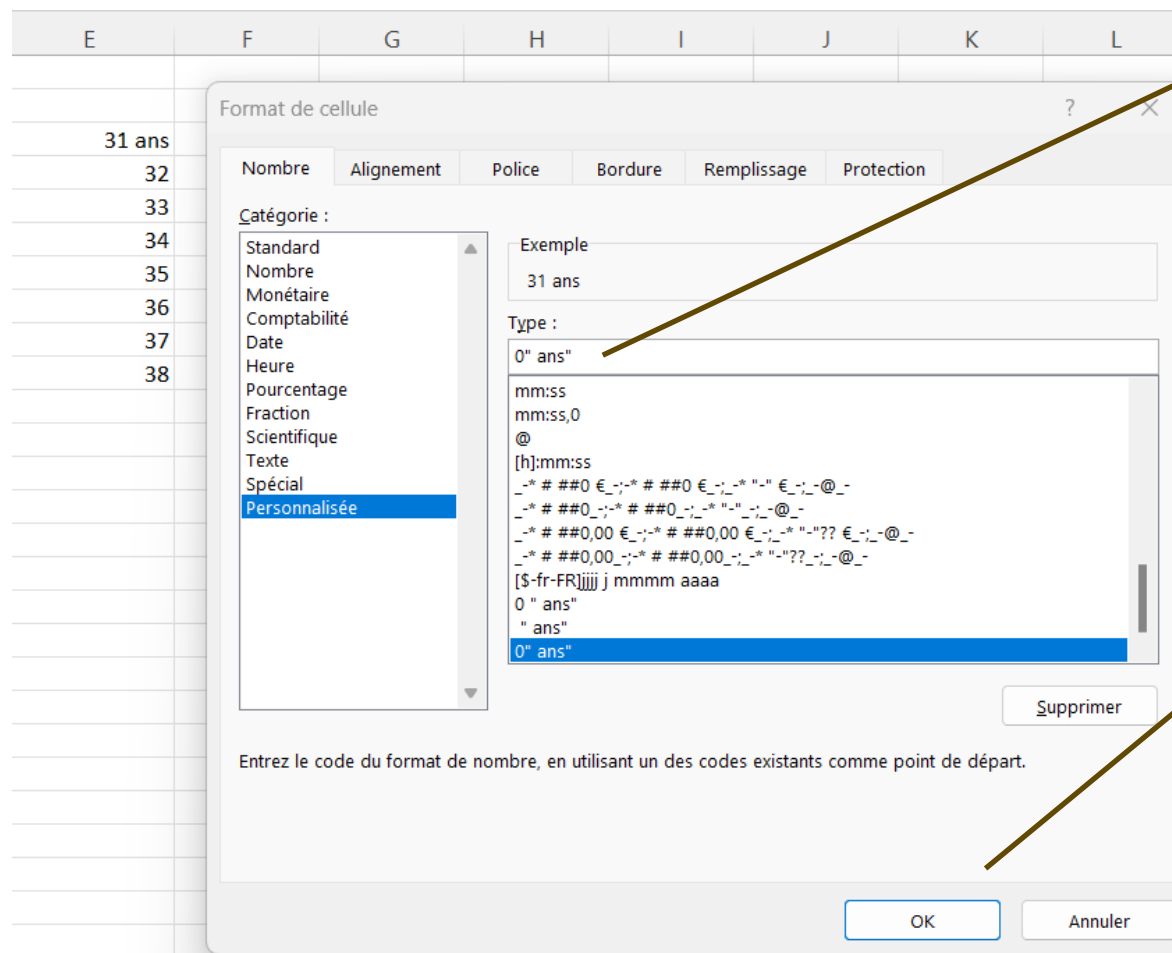 E F G H I J K L
Format de cellule ?
31 ans
32
33
34
35
36
37
38
Nombre Alignement Police Bordure Remplissage Protection
Catégorie :
Standard
Nombre
Monétaire
Comptabilité
Date
Heure
Pourcentage
Fraction
Scientifique
Texte
Spécial
Personnalisée
Exemple
31 ans
Type :
0" ans"
mm:ss
mm:ss,0
@
[h]:mm:ss
_-* # ##0 €_-;-* # ##0 €_-;_-* "-" €_-;_-@_-
_-* # ##0_-;-* # ##0_-;_-* "-"_-;_-@_-
_-* # ##0,00 €_-;-* # ##0,00 €_-;_-* "-"?? €_-;_-@_-
_-* # ##0,00_-;-* # ##0,00_-;_-* "-"??_-;_-@_-
[$-fr-FR]jjjj j mmmm aaaa
0 " ans"
" ans"
0" ans"
Supprimer
Entrez le code du format de nombre, en utilisant un des codes existants comme point de départ.
OK Annuler